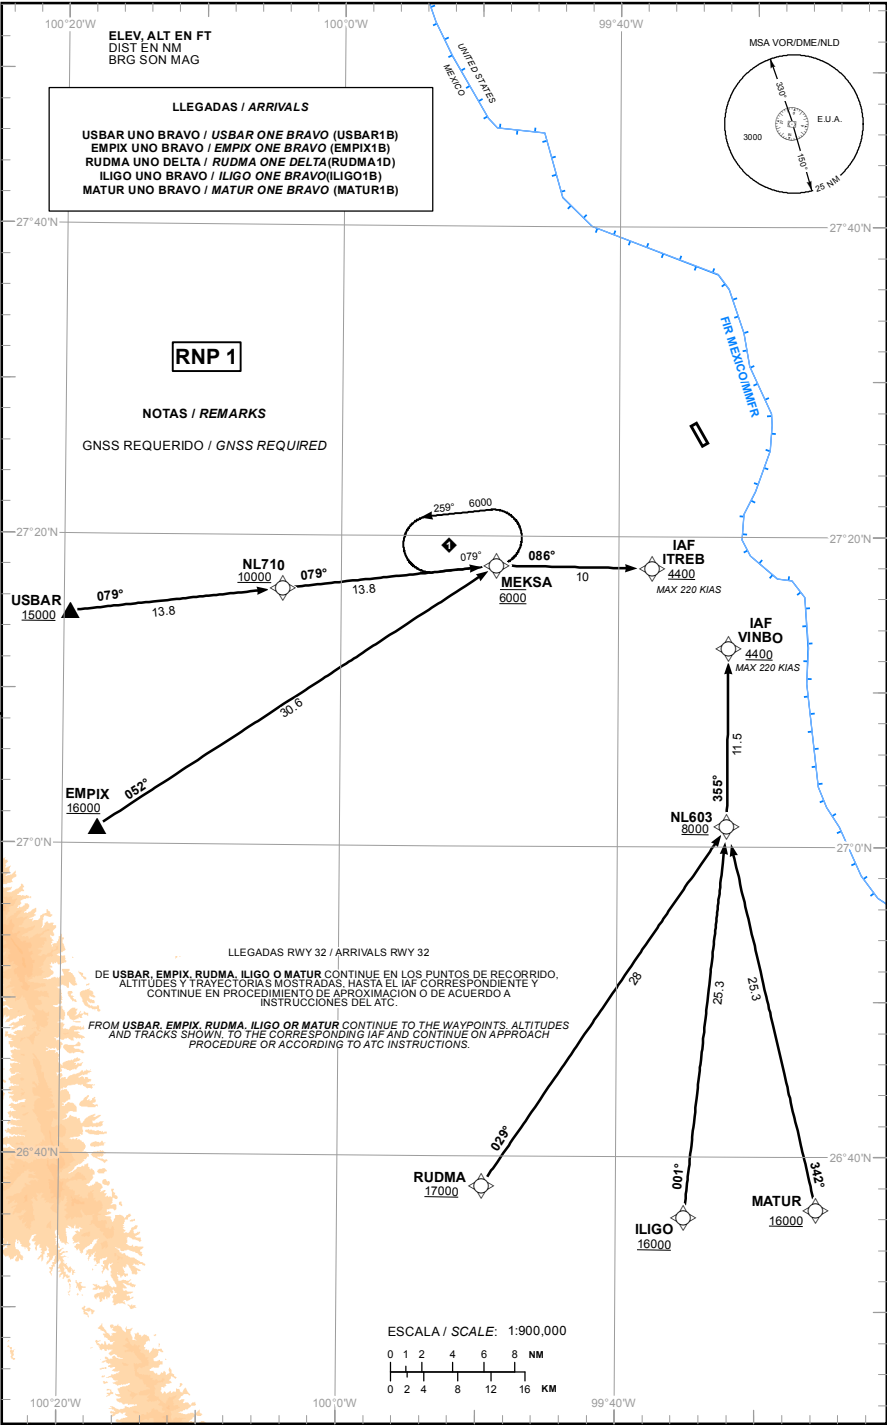 100°20'W
100°0'W
99°40'W
ELEV, ALT EN FT
DIST EN NM
BRG SON MAG
LLEGADAS / ARRIVALS
USBAR UNO BRAVO / USBAR ONE BRAVO (USBAR1B)
EMPIX UNO BRAVO / EMPIX ONE BRAVO (EMPIX1B)
RUDMA UNO DELTA / RUDMA ONE DELTA(RUDMA1D)
ILIGO UNO BRAVO / ILIGO ONE BRAVO(ILIGO1B)
MATUR UNO BRAVO / MATUR ONE BRAVO (MATUR1B)
UNITED STATES
MEXICO
MSA VOR/DME/NLD
330°
E.U.A.
3000
150°
25 NM
27°40'N
27°40'N
RNP 1
NOTAS / REMARKS
GNSS REQUERIDO / GNSS REQUIRED
FIR MEXICO/MMFR
27°20'N
27°20'N
259°
6000
1
079°
NL710
10000
079°
13.8
USBAR
15000
079°
13.8
MEKSA
6000
086°
10
IAF
ITREB
4400
MAX 220 KIAS
IAF
VINBO
4400
MAX 220 KIAS
30.6
11.5
EMPIX
16000
052°
355°
NL603
8000
27°0'N
27°0'N
LLEGADAS RWY 32 / ARRIVALS RWY 32
DE USBAR, EMPIX, RUDMA, ILIGO O MATUR CONTINUE EN LOS PUNTOS DE RECORRIDO,
ALTITUDES Y TRAYECTORIAS MOSTRADAS, HASTA EL IAF CORRESPONDIENTE Y
CONTINUE EN PROCEDIMIENTO DE APROXIMACION O DE ACUERDO A
INSTRUCCIONES DEL ATC.
FROM USBAR, EMPIX, RUDMA, ILIGO OR MATUR CONTINUE TO THE WAYPOINTS, ALTITUDES
AND TRACKS SHOWN, TO THE CORRESPONDING IAF AND CONTINUE ON APPROACH
PROCEDURE OR ACCORDING TO ATC INSTRUCTIONS.
28
25.3
25.3
029°
001°
342°
26°40'N
26°40'N
RUDMA
17000
ILIGO
16000
MATUR
16000
ESCALA / SCALE: 1:900,000
0 1 2 4 6 8 NM
0 2 4 8 12 16 KM
100°20'W
100°0'W
99°40'W